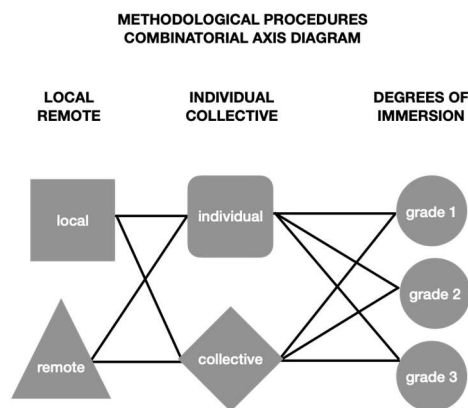 METHODOLOGICAL PROCEDURES
COMBINATORIAL AXIS DIAGRAM
LOCAL
REMOTE
INDIVIDUAL
COLLECTIVE
DEGREES OF
IMMERSION
local
individual
grade 1
grade 2
remote
collective
grade 3